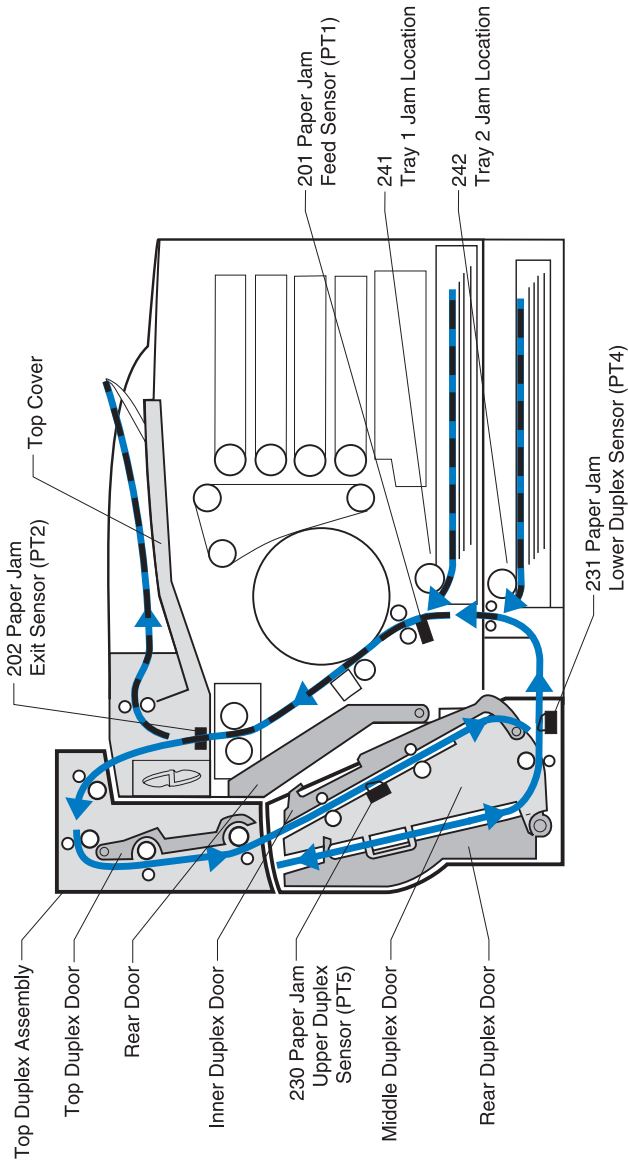 Top Duplex Assembly
Top Duplex Door
Rear Door
Inner Duplex Door
230 Paper Jam
Upper Duplex
Sensor (PT5)
Middle Duplex Door
Rear Duplex Door
202 Paper Jam
Exit Sensor (PT2)
Top Cover
201 Paper Jam
Feed Sensor (PT1)
241
Tray 1 Jam Location
242
Tray 2 Jam Location
231 Paper Jam
Lower Duplex Sensor (PT4)